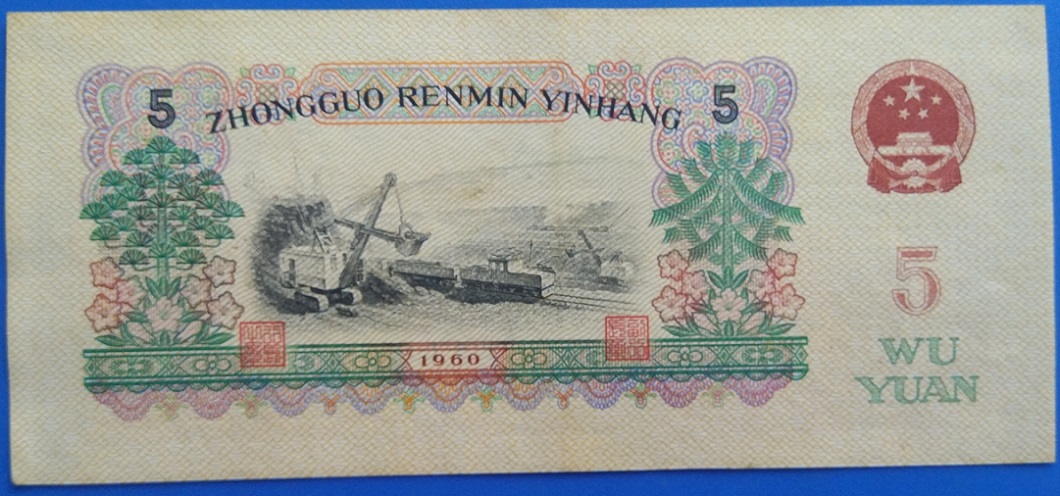 5 ZHONGGUO RENMIN YINHANG 5
1960
5
WU
YUAN